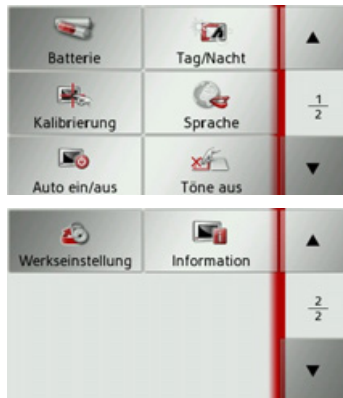 Batterie
Tag/Nacht
Kalibrierung
Sprache
1
2
Auto ein/aus
Töne aus
Werkseinstellung
Information
2
2